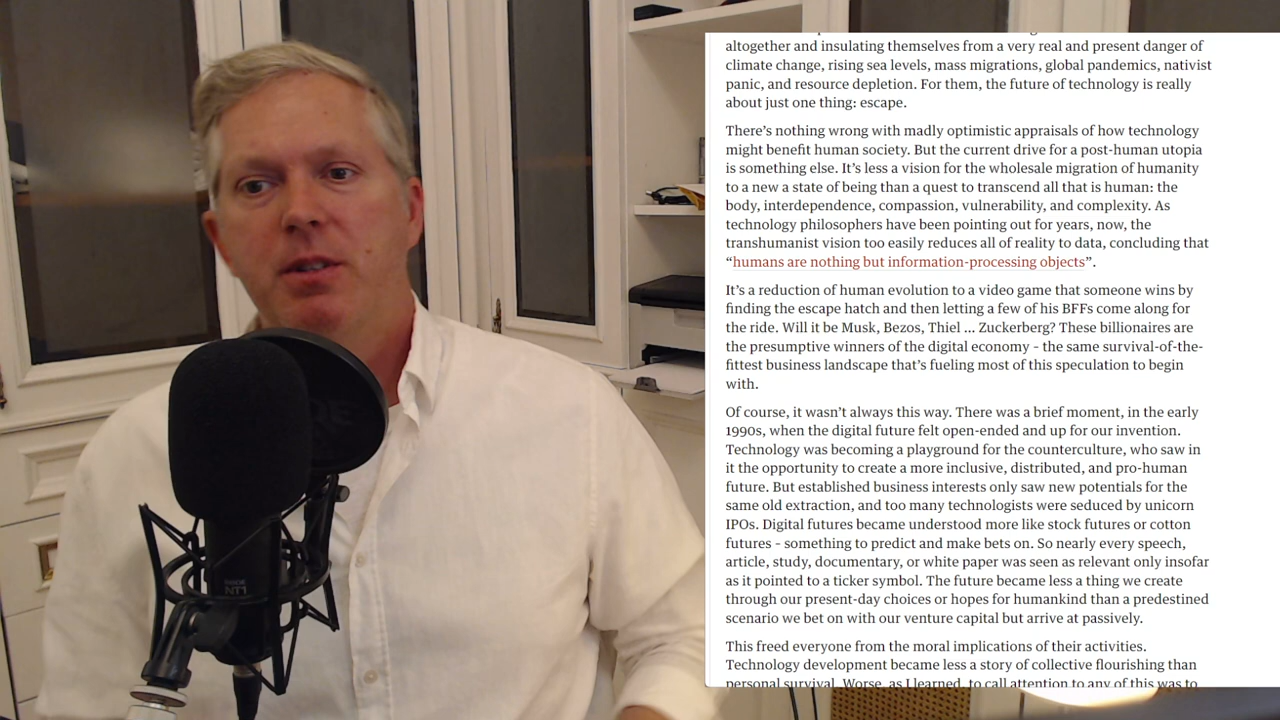 altogether and insulating themselves from a very real and present danger of
climate change, rising sea levels, mass migrations, global pandemics, nativist
panic, and resource depletion. For them, the future of technology is really
about just one thing: escape.
There’s nothing wrong with madly optimistic appraisals of how technology
might benefit human society. But the current drive for a post-human utopia
is something else. It’s less a vision for the wholesale migration of humanity
to a new a state of being than a quest to transcend all that is human: the
body, interdependence, compassion, vulnerability, and complexity. As
technology philosophers have been pointing out for years, now, the
transhumanist vision too easily reduces all of reality to data, concluding that
“humans are nothing but information-processing objects”.
It’s a reduction of human evolution to a video game that someone wins by
finding the escape hatch and then letting a few of his BFFs come along for
the ride. Will it be Musk, Bezos, Thiel ... Zuckerberg? These billionaires are
the presumptive winners of the digital economy – the same survival-of-the-
fittest business landscape that’s fueling most of this speculation to begin
with.
Of course, it wasn’t always this way. There was a brief moment, in the early
1990s, when the digital future felt open-ended and up for our invention.
Technology was becoming a playground for the counterculture, who saw in
it the opportunity to create a more inclusive, distributed, and pro-human
future. But established business interests only saw new potentials for the
same old extraction, and too many technologists were seduced by unicorn
IPOs. Digital futures became understood more like stock futures or cotton
futures – something to predict and make bets on. So nearly every speech,
article, study, documentary, or white paper was seen as relevant only insofar
as it pointed to a ticker symbol. The future became less a thing we create
through our present-day choices or hopes for humankind than a predestined
scenario we bet on with our venture capital but arrive at passively.
This freed everyone from the moral implications of their activities.
Technology development became less a story of collective flourishing than
personal survival. Worse, as I learned, to call attention to any of this was to
NT1